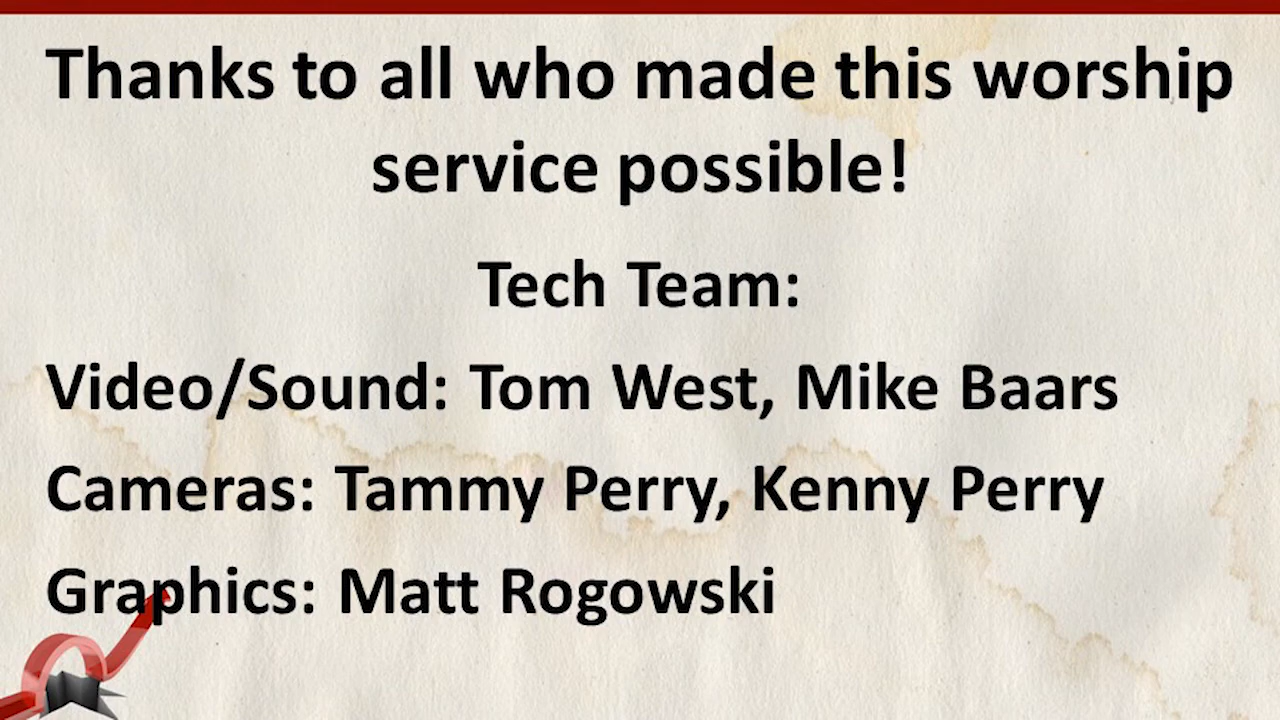 Thanks to all who made this worship
service possible!
Tech Team:
Video/Sound: Tom West, Mike Baars
Cameras: Tammy Perry, Kenny Perry
Graphics: Matt Rogowski